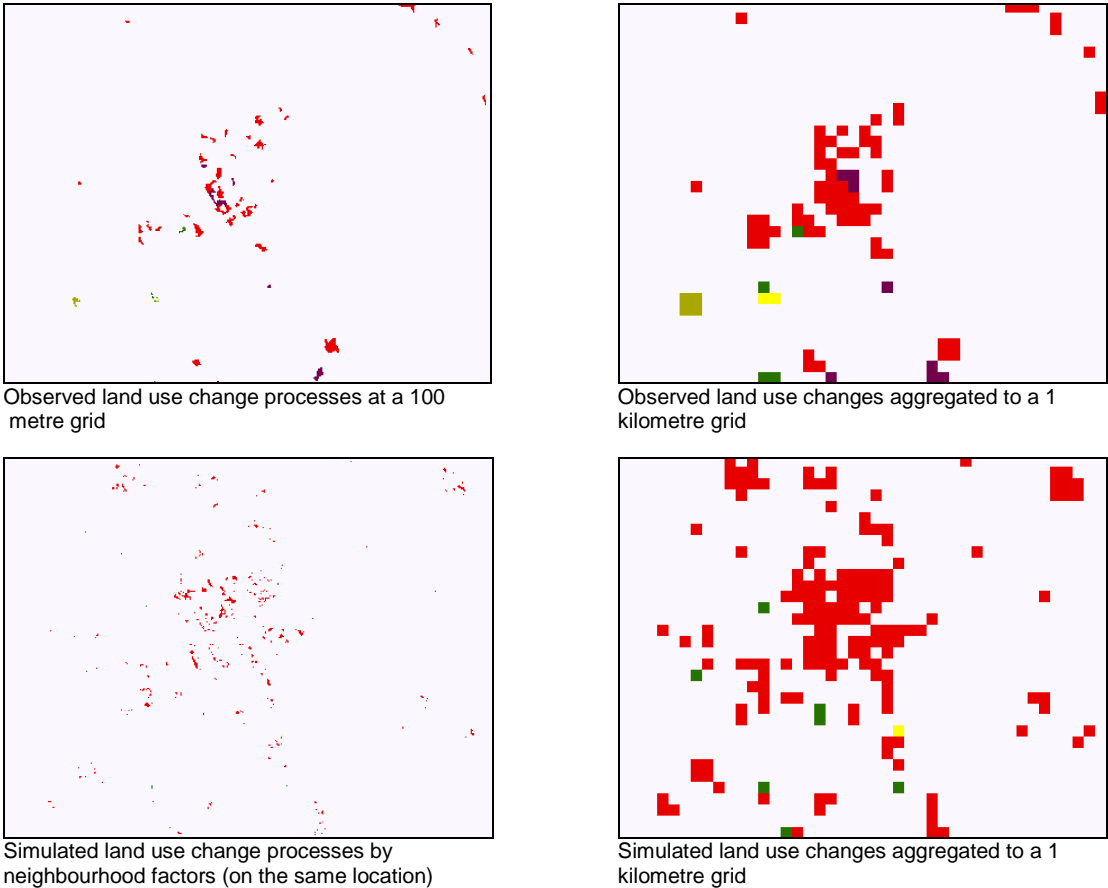 Observed land use change processes at a 100
metre grid
Observed land use changes aggregated to a 1
kilometre grid
Simulated land use change processes by
neighbourhood factors (on the same location)
Simulated land use changes aggregated to a 1
kilometre grid